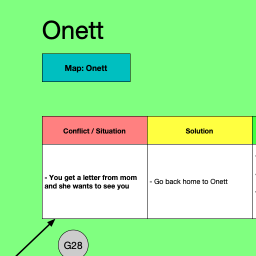 Onett
Map: Onett
Conflict / Situation
Solution
- You get a letter from mom
and she wants to see you
- Go back home to Onett
G28